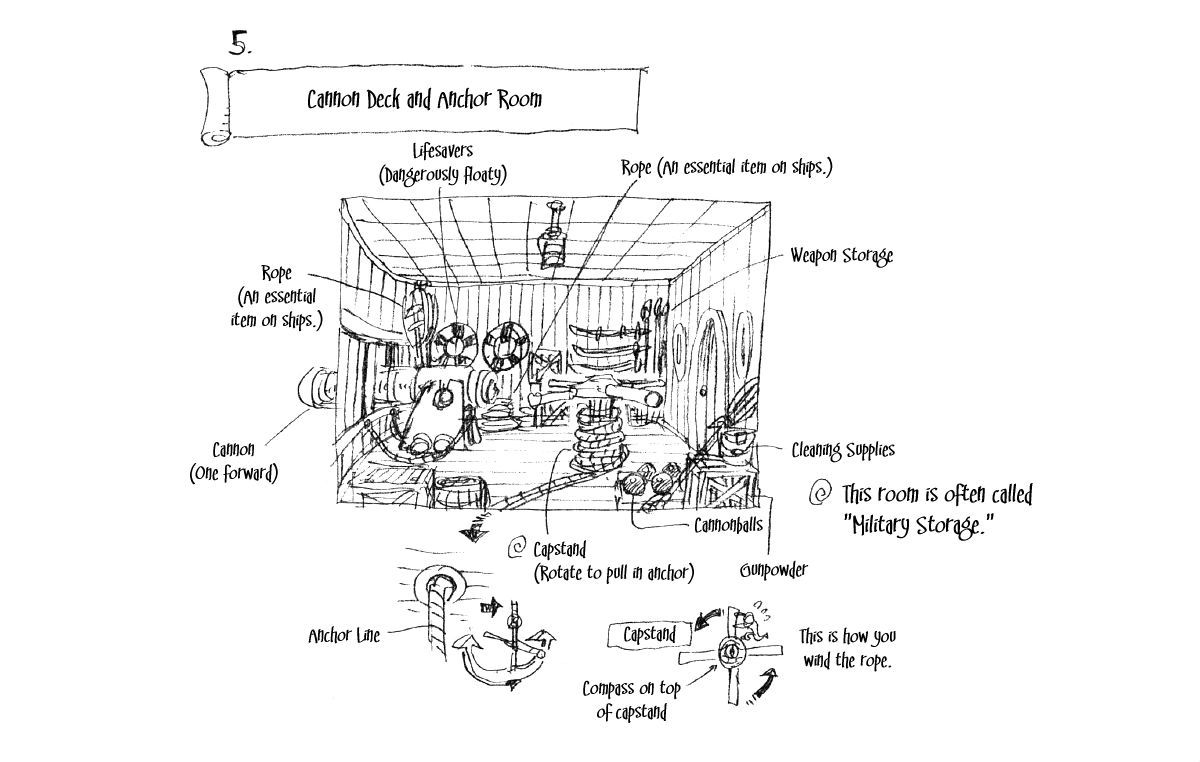 5.
Cannon Deck and Anchor Room
Lifesavers
(Dangerously floaty)
Rope (An essential item on ships.)
Weapon Storage
Rope
(An essential
item on ships.)
Cannon
(One forward)
Cleaning Supplies
This room is often called
"Military Storage."
Cannonballs
Capstand
(Rotate to pull in anchor)
Gunpowder
Anchor Line
Capstand
This is how you
wind the rope.
Compass on top
of capstand